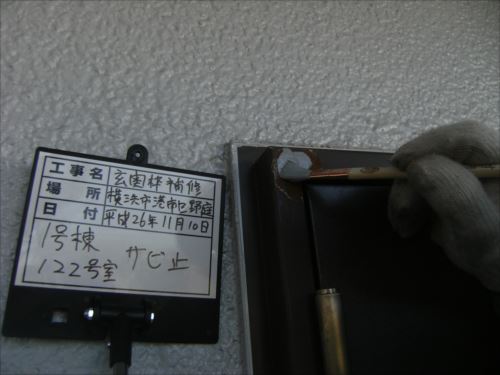 工事名 玄関枠補修
場所 横浜市港南区野庭
日付 平成26年11月10日
1号棟
122号室
サビ止